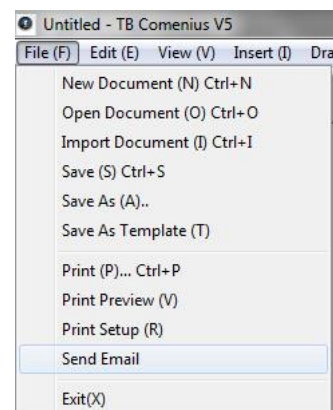 Untitled - TB Comenius V5
File (F) Edit (E) View (V) Insert (I) Dra
New Document (N) Ctrl+N
Open Document (O) Ctrl+O
Import Document (I) Ctrl+I
Save (S) Ctrl+S
Save As (A)..
Save As Template (T)
Print (P)... Ctrl+P
Print Preview (V)
Print Setup (R)
Send Email
Exit(X)